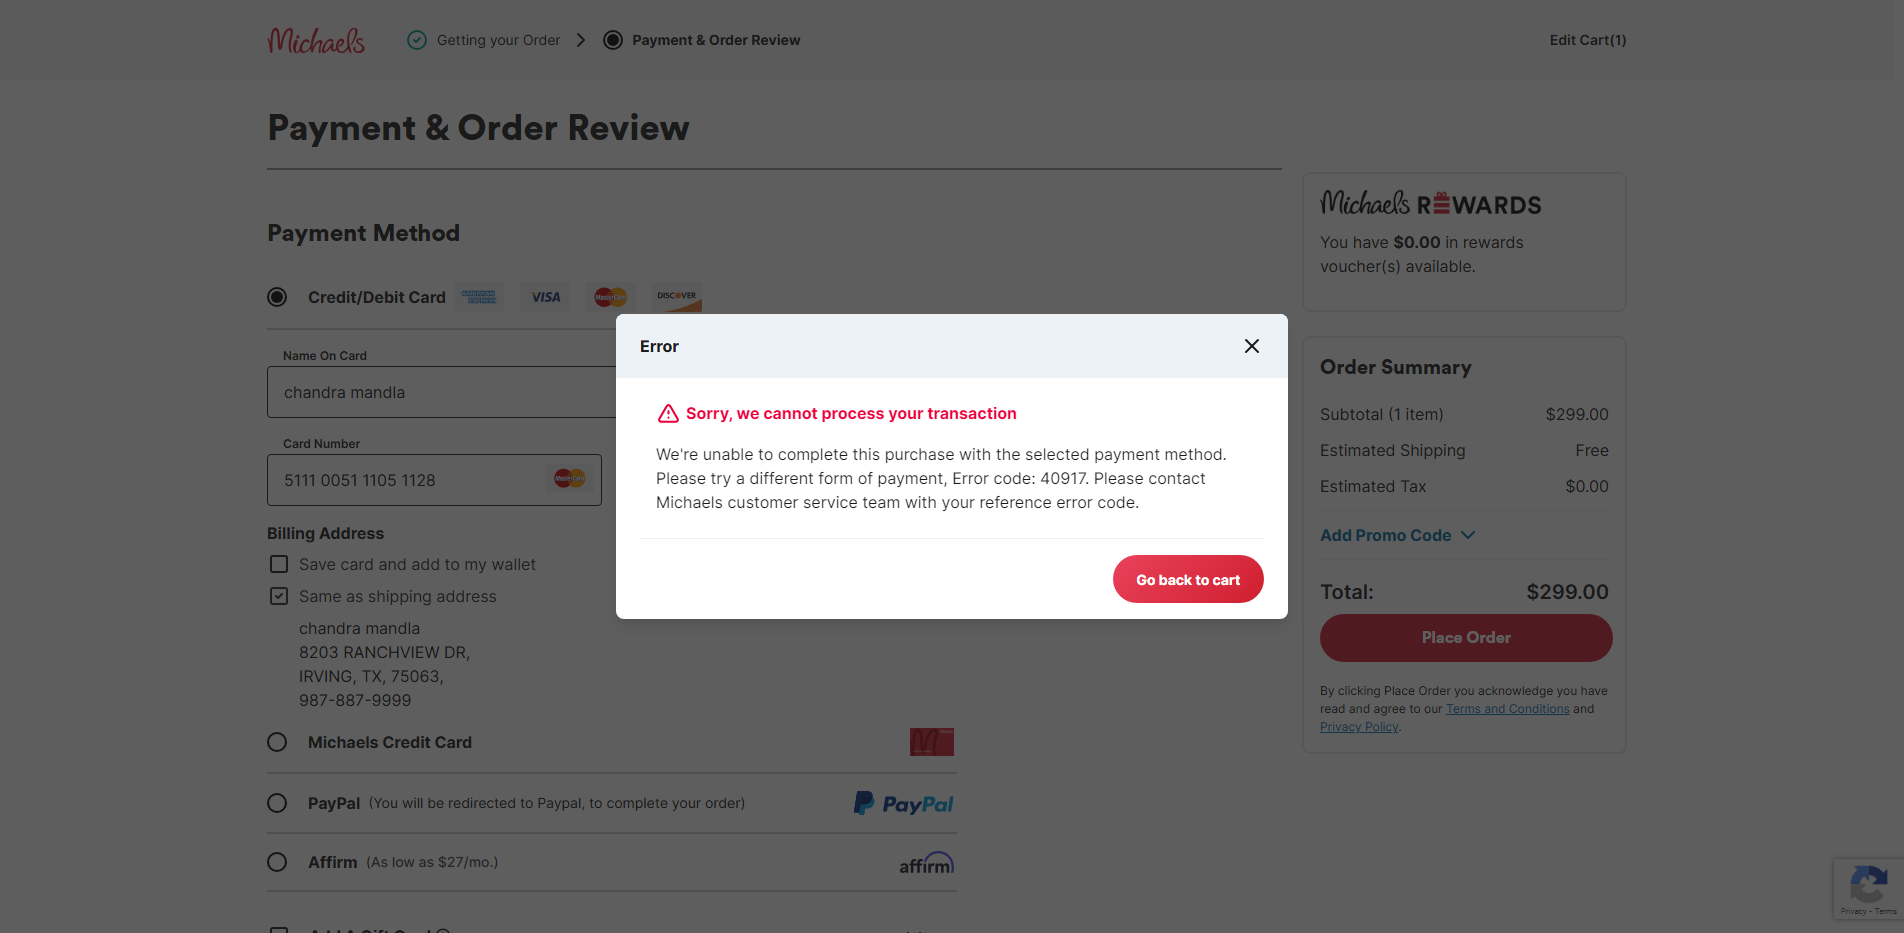 Michaels
Getting your Order
Payment & Order Review
Edit Cart(1)
Payment & Order Review
Payment Method
Credit/Debit Card
AMERICAN EXPRESS
VISA
MasterCard
DISCOVER
Name On Card
chandra mandla
Card Number
5111 0051 1105 1128
MasterCard
Billing Address
Save card and add to my wallet
Same as shipping address
chandra mandla
8203 RANCHVIEW DR,
IRVING, TX, 75063,
987-887-9999
Michaels Credit Card
PayPal (You will be redirected to Paypal, to complete your order)
PayPal
Affirm (As low as $27/mo.)
affirm
Error
Sorry, we cannot process your transaction
We're unable to complete this purchase with the selected payment method.
Please try a different form of payment, Error code: 40917. Please contact
Michaels customer service team with your reference error code.
Go back to cart
Michaels REWARDS
You have $0.00 in rewards
voucher(s) available.
Order Summary
Subtotal (1 item) $299.00
Estimated Shipping Free
Estimated Tax $0.00
Add Promo Code
Total: $299.00
Place Order
By clicking Place Order you acknowledge you have
read and agree to our Terms and Conditions and
Privacy Policy.
Privacy - Terms